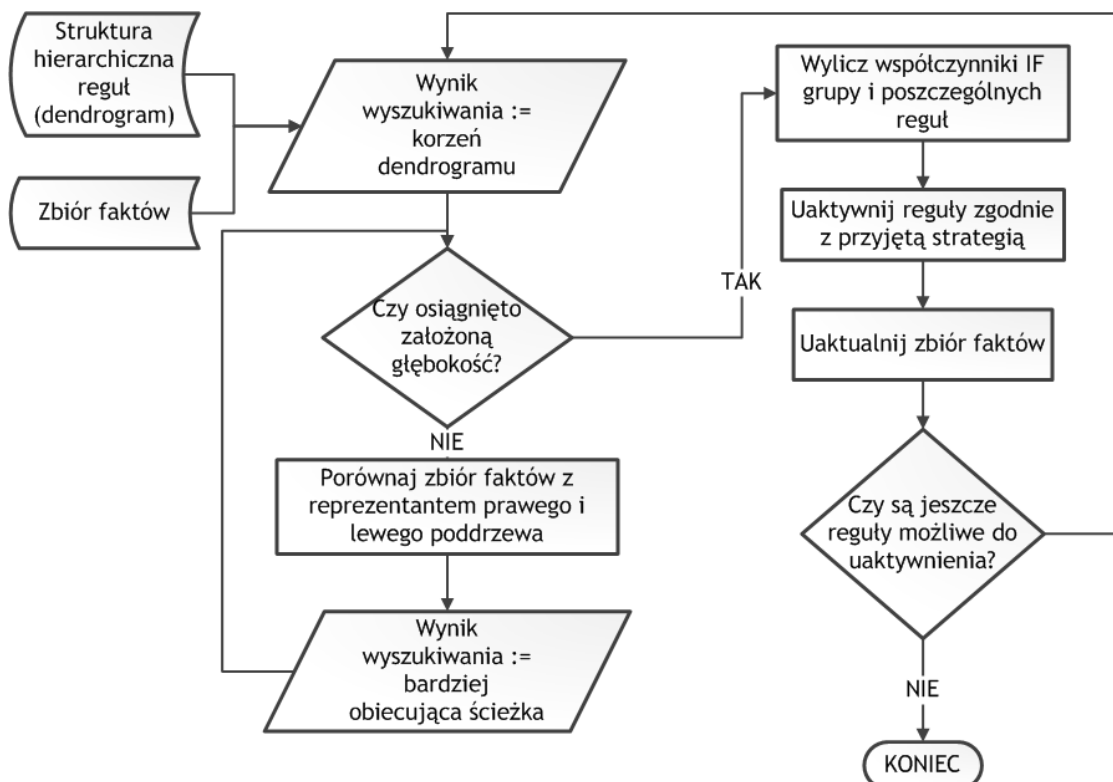 Struktura
hierarchiczna
reguł
(dendrogram)
Zbiór faktów
Wynik
wyszukiwania :=
korzeń
dendrogramu
Czy osiągnięto
założoną
głębokość?
TAK
NIE
Porównaj zbiór faktów z
reprezentantem prawego i
lewego poddrzewa
Wynik
wyszukiwania :=
bardziej
obiecująca ścieżka
Wylicz współczynniki IF
grupy i poszczególnych
reguł
Uaktywnij reguły zgodnie
z przyjętą strategią
Uaktualnij zbiór faktów
Czy są jeszcze
reguły możliwe do
uaktywnienia?
NIE
KONIEC